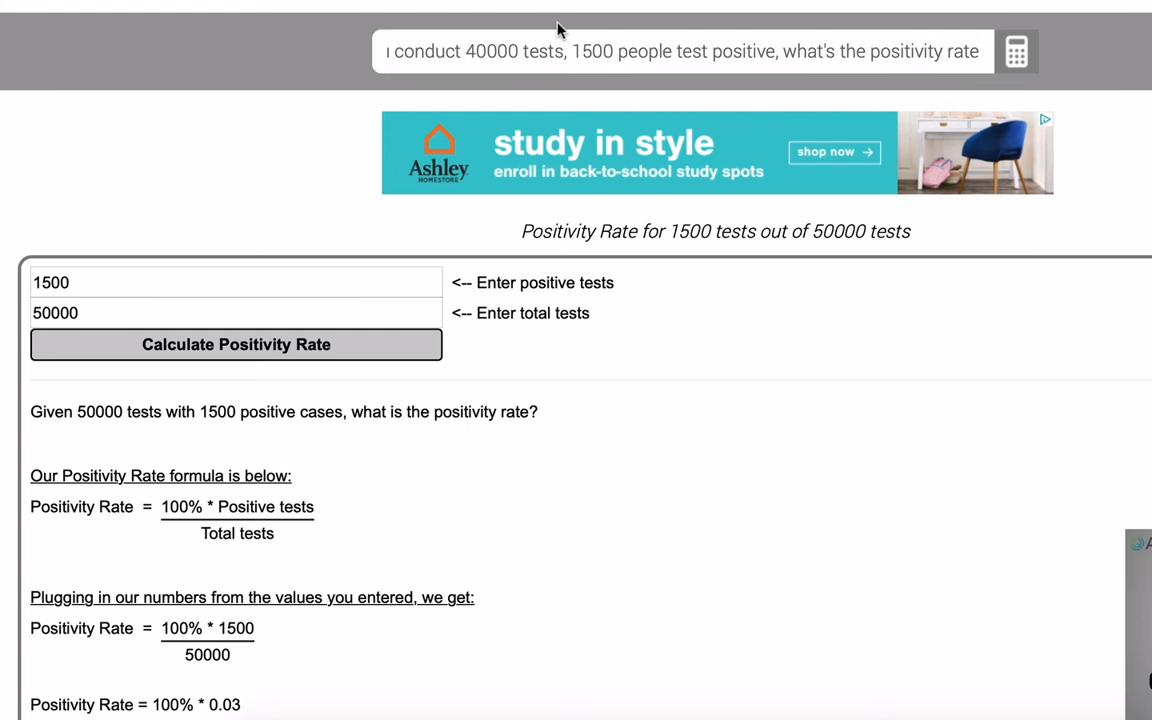 conduct 40000 tests, 1500 people test positive, what's the positivity rate
Ashley
HOMESTORE
study in style
enroll in back-to-school study spots
shop now →
Positivity Rate for 1500 tests out of 50000 tests
1500
<-- Enter positive tests
50000
<-- Enter total tests
Calculate Positivity Rate
Given 50000 tests with 1500 positive cases, what is the positivity rate?
Our Positivity Rate formula is below:
Positivity Rate = 100% * Positive tests
Total tests
Plugging in our numbers from the values you entered, we get:
Positivity Rate = 100% * 1500
50000
Positivity Rate = 100% * 0.03